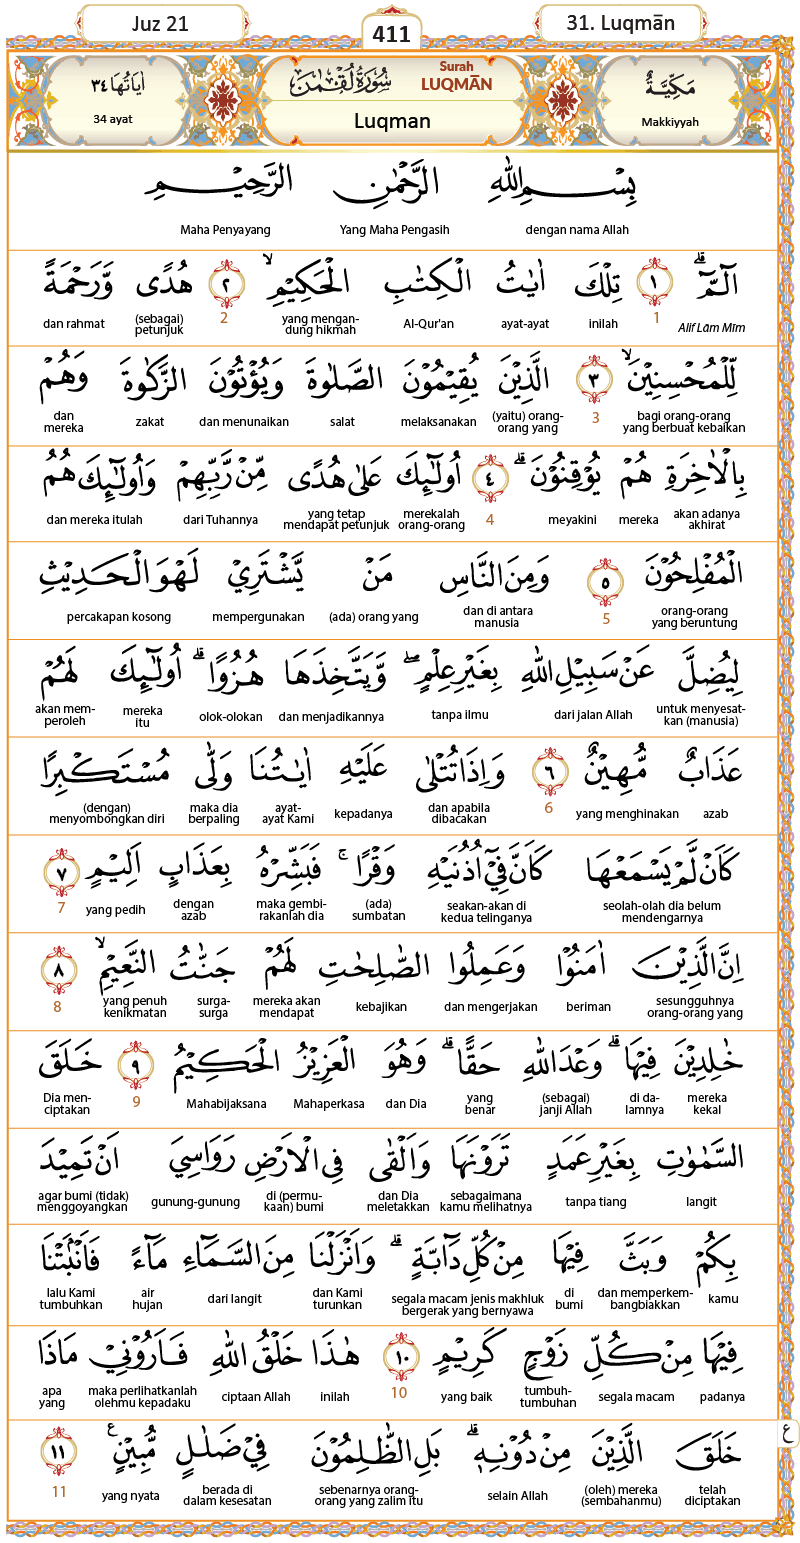 Juz 21
411
31. Luqmān
اٰيَاتُهَا ٣٤
34 ayat
سُوْرَةُ لُقْمٰنَ
Surah
LUQMĀN
Luqman
مَكِّيَّةٌ
Makkiyyah
بِسْمِ اللّٰهِ الرَّحْمٰنِ الرَّحِيْمِ
dengan nama Allah Yang Maha Pengasih Maha Penyayang
الۤمّۤ ۗ ١ تِلْكَ اٰيٰتُ الْكِتٰبِ الْحَكِيْمِۙ ٢ هُدًى وَّرَحْمَةً
Alif Lām Mīm 1 inilah ayat-ayat Al-Qur'an yang mengandung hikmah 2 (sebagai) petunjuk dan rahmat
لِّلْمُحْسِنِيْنَۙ ٣ الَّذِيْنَ يُقِيْمُوْنَ الصَّلٰوةَ وَيُؤْتُوْنَ الزَّكٰوةَ وَهُمْ
bagi orang-orang yang berbuat kebaikan 3 (yaitu) orang-orang yang melaksanakan salat dan menunaikan zakat dan mereka
بِالْاٰخِرَةِ هُمْ يُوْقِنُوْنَۗ ٤ اُولٰۤىِٕكَ عَلٰى هُدًى مِّنْ رَّبِّهِمْ وَاُولٰۤىِٕكَ هُمُ
akan adanya akhirat mereka meyakini 4 merekalah orang-orang yang tetap mendapat petunjuk dari Tuhannya dan mereka itulah
الْمُفْلِحُوْنَ ٥ وَمِنَ النَّاسِ مَنْ يَّشْتَرِيْ لَهْوَ الْحَدِيْثِ
orang-orang yang beruntung 5 dan di antara manusia (ada) orang yang mempergunakan percakapan kosong
لِيُضِلَّ عَنْ سَبِيْلِ اللّٰهِ بِغَيْرِ عِلْمٍۖ وَّيَتَّخِذَهَا هُزُوًاۗ اُولٰۤىِٕكَ لَهُمْ
untuk menyesatkan (manusia) dari jalan Allah tanpa ilmu dan menjadikannya olok-olokan mereka itu akan memperoleh
عَذَابٌ مُّهِيْنٌ ٦ وَاِذَا تُتْلٰى عَلَيْهِ اٰيٰتُنَا وَلّٰى مُسْتَكْبِرًا
azab yang menghinakan 6 dan apabila dibacakan kepadanya ayat-ayat Kami maka dia berpaling (dengan) menyombongkan diri
كَاَنْ لَّمْ يَسْمَعْهَا كَاَنَّ فِيْٓ اُذُنَيْهِ وَقْرًاۚ فَبَشِّرْهُ بِعَذَابٍ اَلِيْمٍ ٧
seolah-olah dia belum mendengarnya seakan-akan di kedua telinganya (ada) sumbatan maka gembirakanlah dia dengan azab yang pedih 7
اِنَّ الَّذِيْنَ اٰمَنُوْا وَعَمِلُوا الصّٰلِحٰتِ لَهُمْ جَنّٰتُ النَّعِيْمِۙ ٨
sesungguhnya orang-orang yang beriman dan mengerjakan kebajikan mereka akan mendapat surga-surga yang penuh kenikmatan 8
خٰلِدِيْنَ فِيْهَاۗ وَعْدَ اللّٰهِ حَقًّاۗ وَهُوَ الْعَزِيْزُ الْحَكِيْمُ ٩ خَلَقَ
mereka kekal di dalamnya (sebagai) janji Allah yang benar dan Dia Mahaperkasa Mahabijaksana 9 Dia menciptakan
السَّمٰوٰتِ بِغَيْرِ عَمَدٍ تَرَوْنَهَا وَاَلْقٰى فِى الْاَرْضِ رَوَاسِيَ اَنْ تَمِيْدَ
langit tanpa tiang sebagaimana kamu melihatnya dan Dia meletakkan di (permukaan) bumi gunung-gunung agar bumi (tidak) menggoyangkan
بِكُمْ وَبَثَّ فِيْهَا مِنْ كُلِّ دَاۤبَّةٍۗ وَاَنْزَلْنَا مِنَ السَّمَاۤءِ مَاۤءً فَاَنْۢبَتْنَا
kamu dan memperkembangbiakkan di bumi segala macam jenis makhluk bergerak yang bernyawa dan Kami turunkan dari langit air hujan lalu Kami tumbuhkan
فِيْهَا مِنْ كُلِّ زَوْجٍ كَرِيْمٍ ١٠ هٰذَا خَلْقُ اللّٰهِ فَاَرُوْنِيْ مَاذَا
padanya segala macam tumbuh-tumbuhan yang baik 10 inilah ciptaan Allah maka perlihatkanlah olehmu kepadaku apa yang
خَلَقَ الَّذِيْنَ مِنْ دُوْنِهٖۗ بَلِ الظّٰلِمُوْنَ فِيْ ضَلٰلٍ مُّبِيْنٍࣖ ١١
telah diciptakan (oleh) mereka (sembahanmu) selain Allah sebenarnya orang-orang yang zalim itu berada di dalam kesesatan yang nyata 11
ع